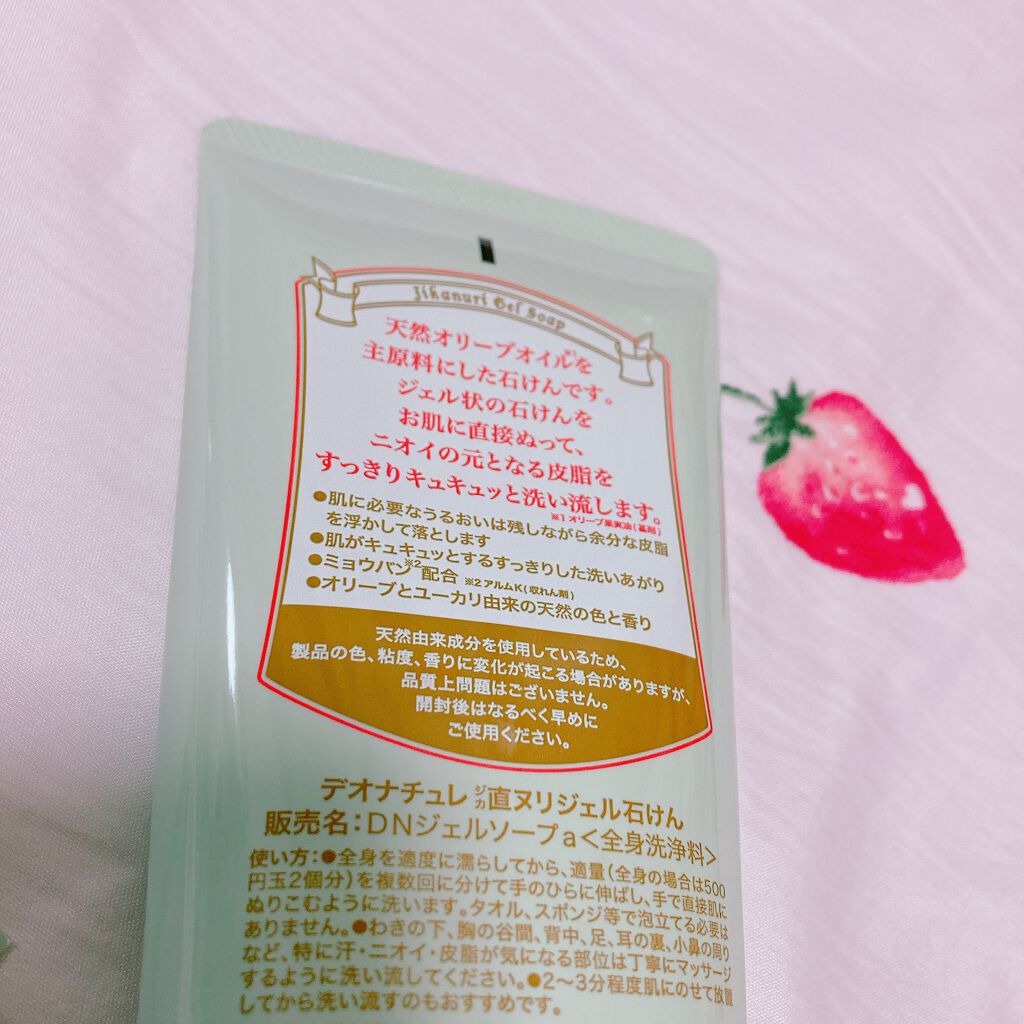 Jikanuri Gel Soap
天然オリーブオイル※1を
主原料にした石けんです。
ジェル状の石けんを
お肌に直接ぬって、
ニオイの元となる皮脂を
すっきりキュキュッと洗い流します。
※1 オリーブ果実油(基剤)
●肌に必要なうるおいは残しながら余分な皮脂
を浮かして落とします
●肌がキュキュッとするすっきりした洗いあがり
●ミョウバン※2配合 ※2 アルムK(収れん剤)
●オリーブとユーカリ由来の天然の色と香り
天然由来成分を使用しているため、
製品の色、粘度、香りに変化が起こる場合がありますが、
品質上問題はございません。
開封後はなるべく早めに
ご使用ください。
デオナチュレ 直ジカヌリジェル石けん
販売名:DNジェルソープa<全身洗浄料>
使い方:●全身を適度に濡らしてから、適量(全身の場合は500
円玉2個分)を複数回に分けて手のひらに伸ばし、手で直接肌に
ぬりこむように洗います。タオル、スポンジ等で泡立てる必要は
ありません。●わきの下、胸の谷間、背中、足、耳の裏、小鼻の周り
など、特に汗・ニオイ・皮脂が気になる部位は丁寧にマッサージ
するように洗い流してください。●2〜3分程度肌にのせて放置
してから洗い流すのもおすすめです。